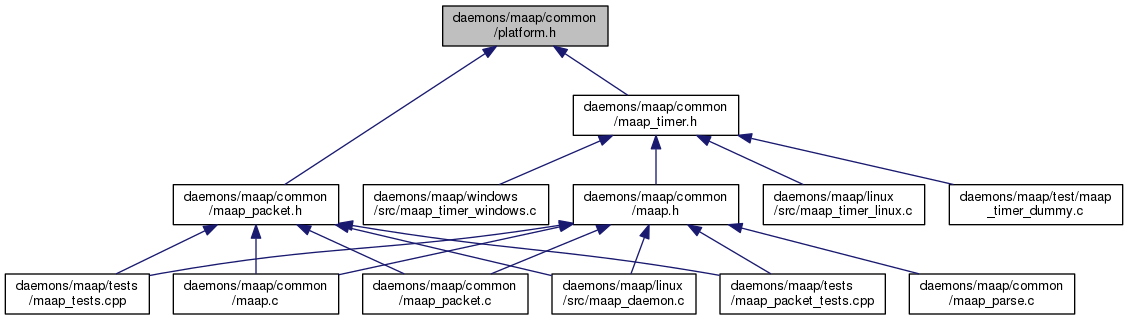 daemons/maap/common
/platform.h
daemons/maap/common
/maap_timer.h
daemons/maap/common
/maap_packet.h
daemons/maap/windows
/src/maap_timer_windows.c
daemons/maap/common
/maap.h
daemons/maap/linux
/src/maap_timer_linux.c
daemons/maap/test/maap
_timer_dummy.c
daemons/maap/tests
/maap_tests.cpp
daemons/maap/common
/maap.c
daemons/maap/common
/maap_packet.c
daemons/maap/linux
/src/maap_daemon.c
daemons/maap/tests
/maap_packet_tests.cpp
daemons/maap/common
/maap_parse.c